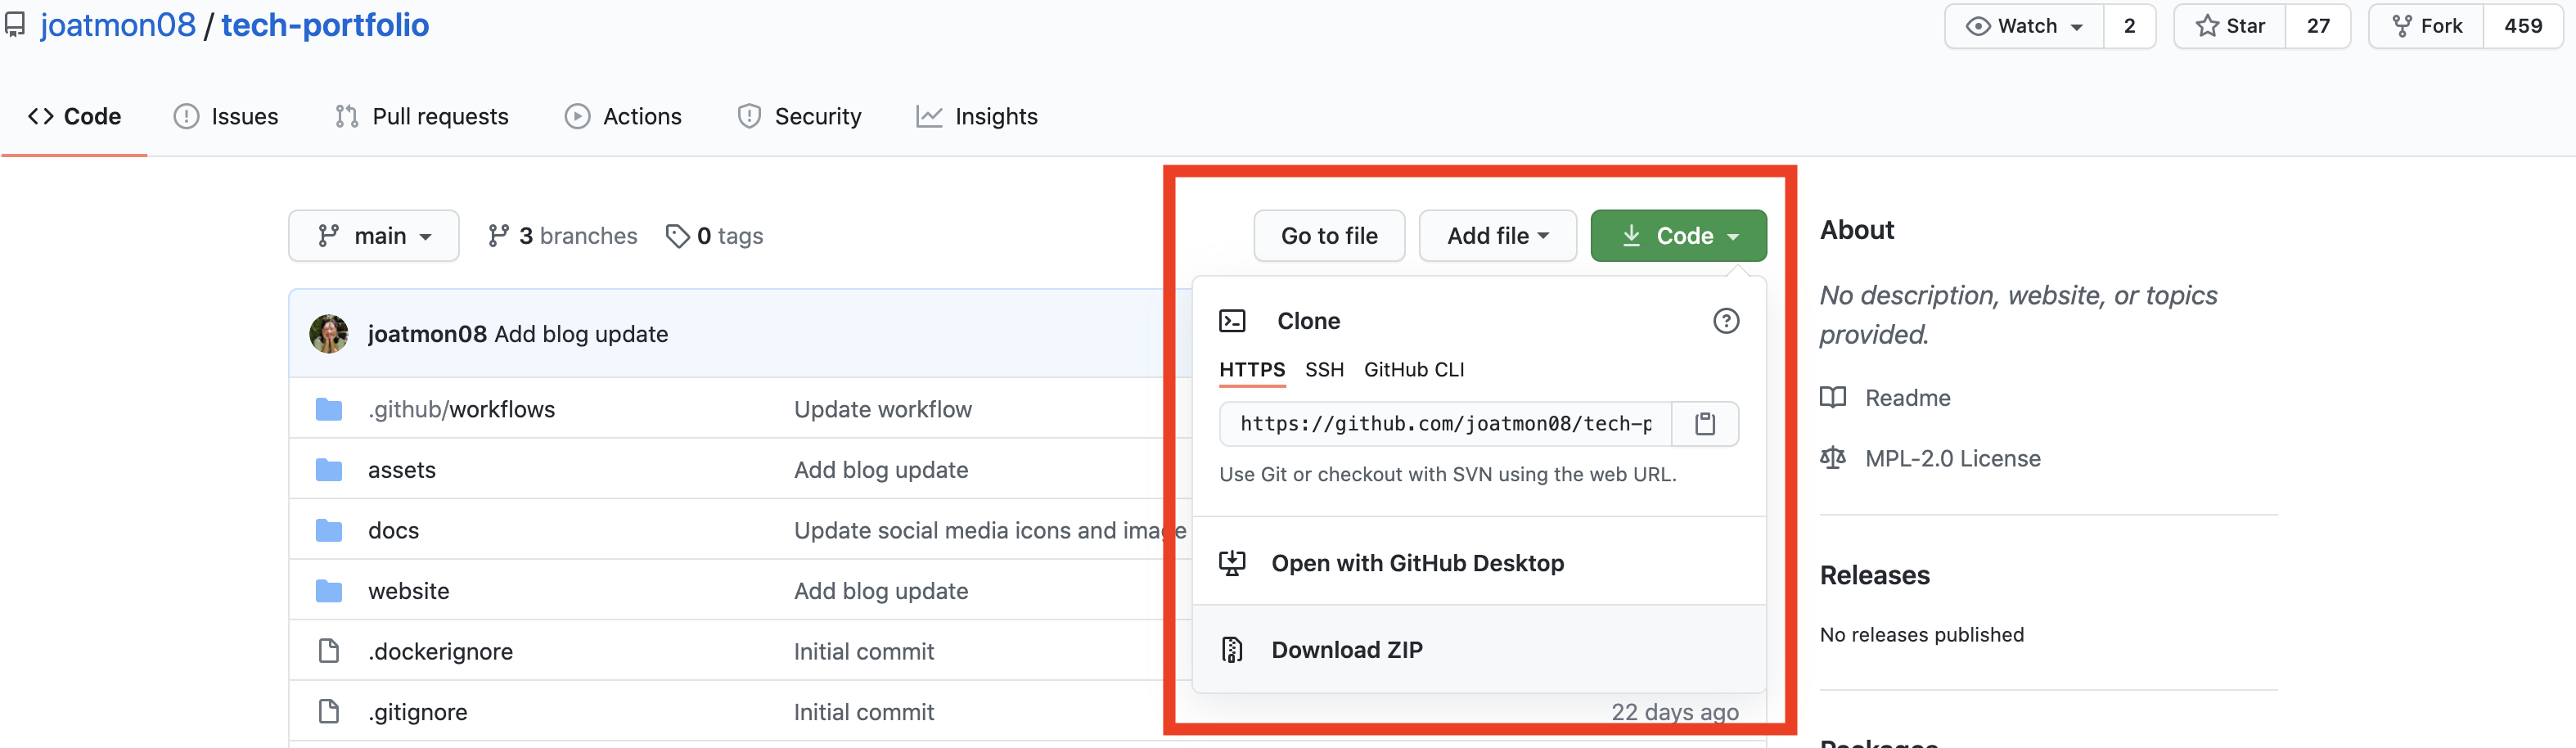 joatmon08 / tech-portfolio
Watch 2 Star 27 Fork 459
Code Issues Pull requests Actions Security Insights
main 3 branches 0 tags Go to file Add file Code
joatmon08 Add blog update
.github/workflows Update workflow
assets Add blog update
docs Update social media icons and image
website Add blog update
.dockerignore Initial commit
.gitignore Initial commit 22 days ago
Clone
HTTPS SSH GitHub CLI
https://github.com/joatmon08/tech-p
Use Git or checkout with SVN using the web URL.
Open with GitHub Desktop
Download ZIP
About
No description, website, or topics
provided.
Readme
MPL-2.0 License
Releases
No releases published
Packages